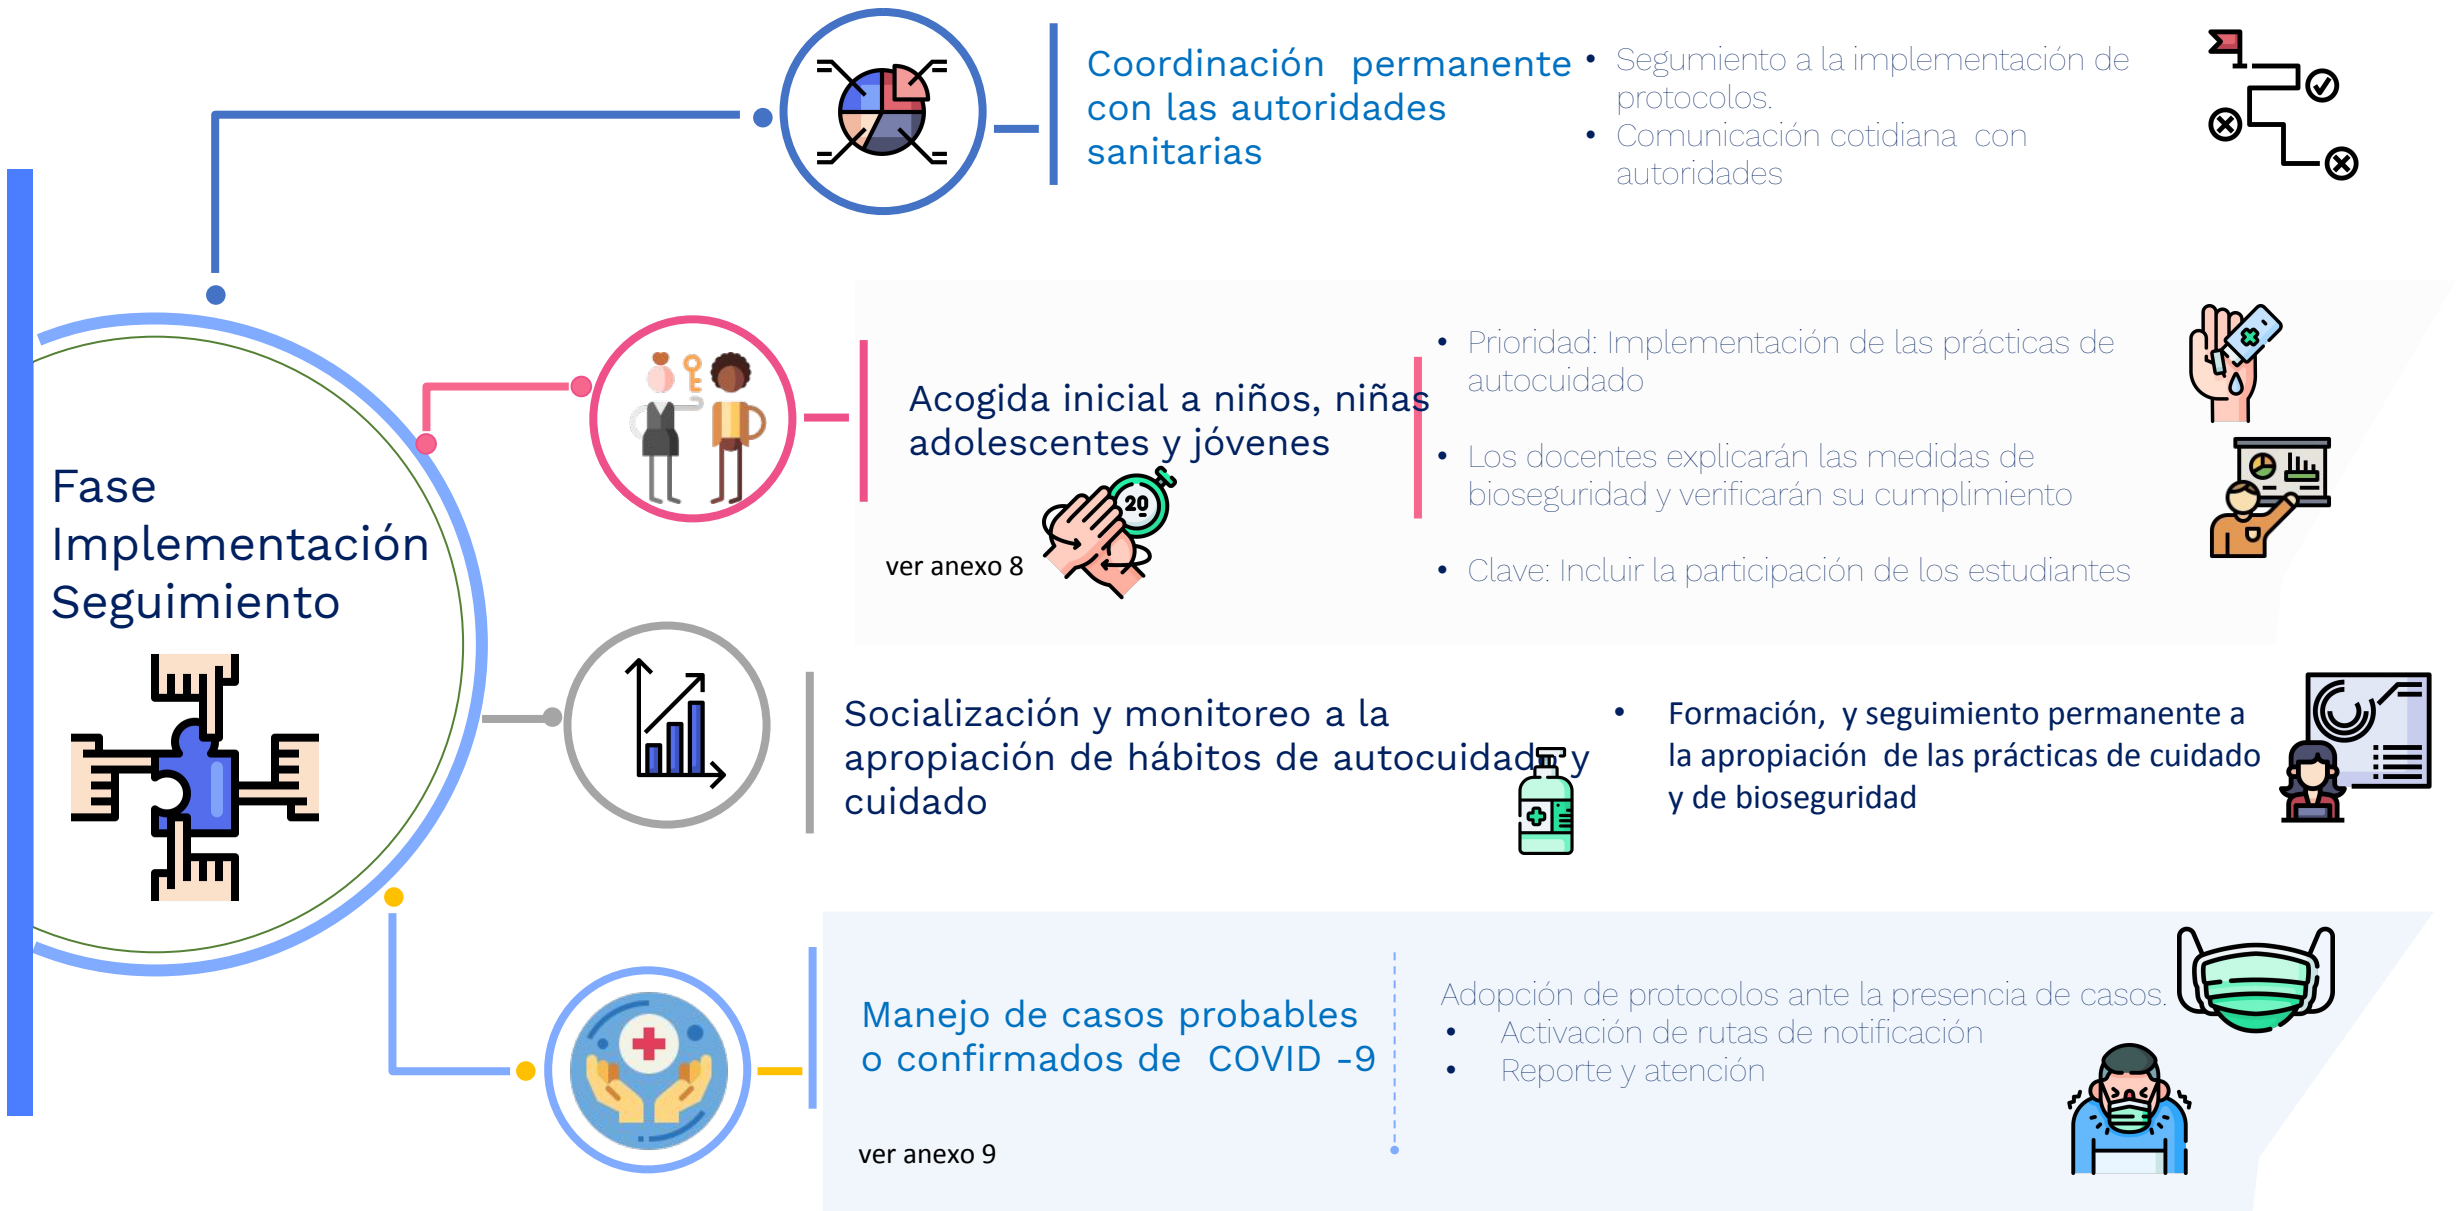 Coordinación permanente
con las autoridades
sanitarias
• Segumiento a la implementación de
protocolos.
• Comunicación cotidiana con
autoridades
Fase
Implementación
Seguimiento
Acogida inicial a niños, niñas
adolescentes y jóvenes
20
ver anexo 8
• Prioridad: Implementación de las prácticas de
autocuidado
• Los docentes explicarán las medidas de
bioseguridad y verificarán su cumplimiento
• Clave: Incluir la participación de los estudiantes
Socialización y monitoreo a la
apropiación de hábitos de autocuidado y
cuidado
• Formación, y seguimiento permanente a
la apropiación de las prácticas de cuidado
y de bioseguridad
Manejo de casos probables
o confirmados de COVID -9
ver anexo 9
Adopción de protocolos ante la presencia de casos.
• Activación de rutas de notificación
• Reporte y atención